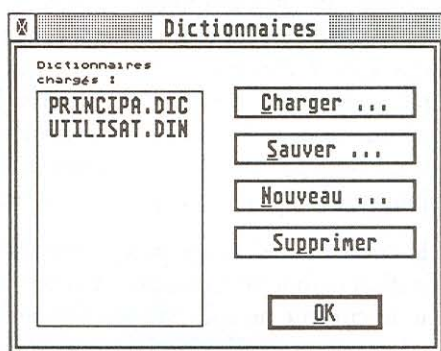 Dictionnaires
Dictionnaires
chargés :
PRINCIPA.DIC
UTILISAT.DIN
Charger ...
Sauver ...
Nouveau ...
Supprimer
OK